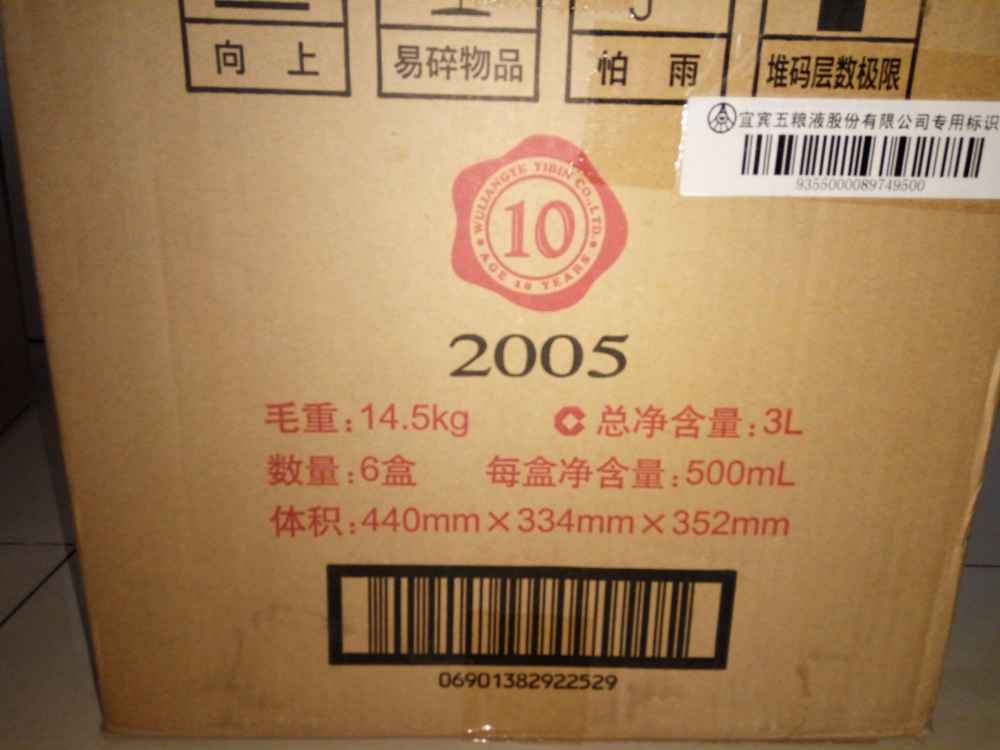 向 上
易碎物品
怕 雨
堆码层数极限
宜宾五粮液股份有限公司专用标识
9355000089749500
WULIANGYE YIBIN CO.,LTD.
10
AGE 10 YEARS
2005
毛重:14.5kg
总净含量:3L
数量:6盒
每盒净含量:500mL
体积:440mm×334mm×352mm
06901382922529